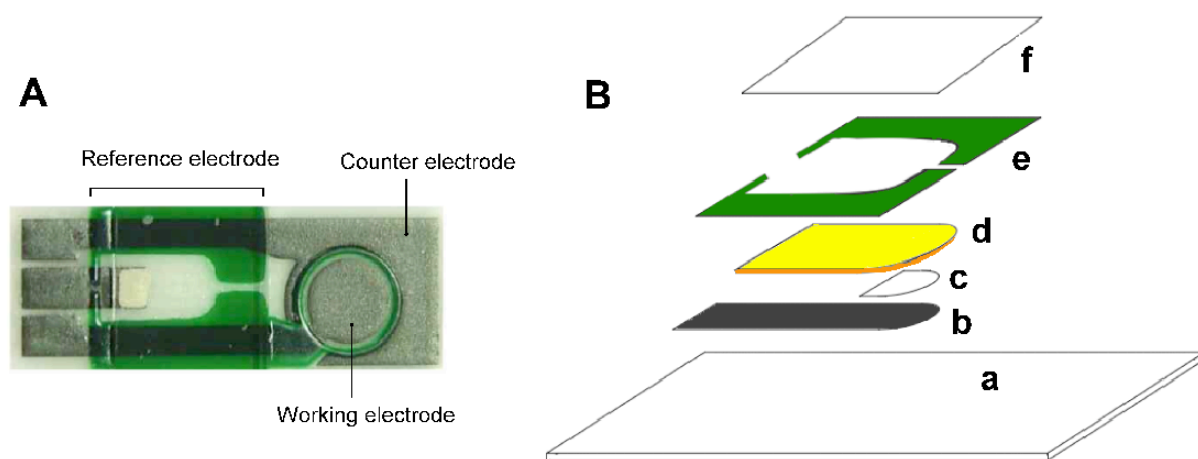 A
Reference electrode
Counter electrode
Working electrode
B
f
e
d
c
b
a